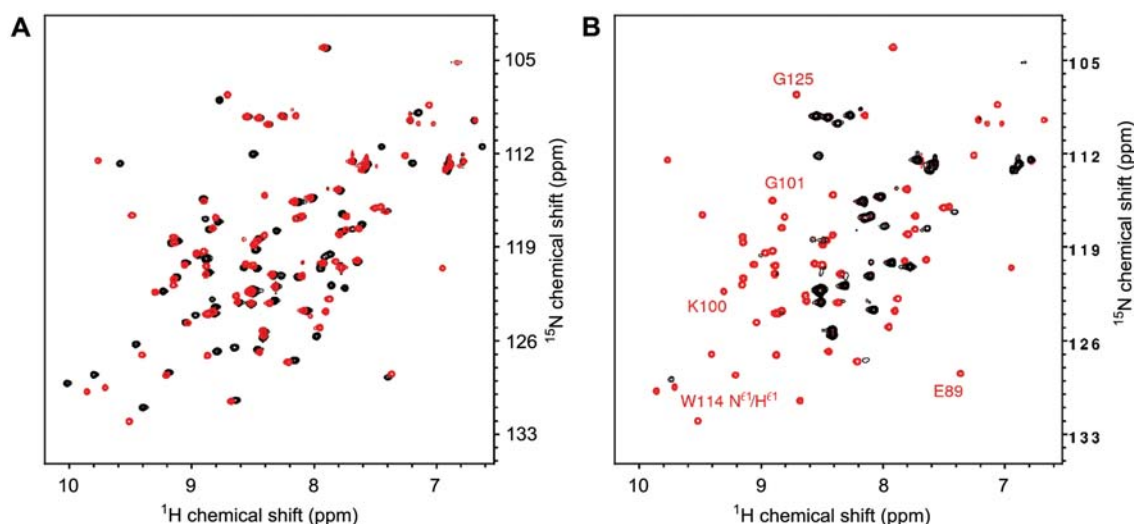 A
105
112
119
126
133
¹⁵N chemical shift (ppm)
10
9
8
7
¹H chemical shift (ppm)
B
G125
G101
K100
W114 Nᵋ¹/Hᵋ¹
E89
105
112
119
126
133
¹⁵N chemical shift (ppm)
10
9
8
7
¹H chemical shift (ppm)